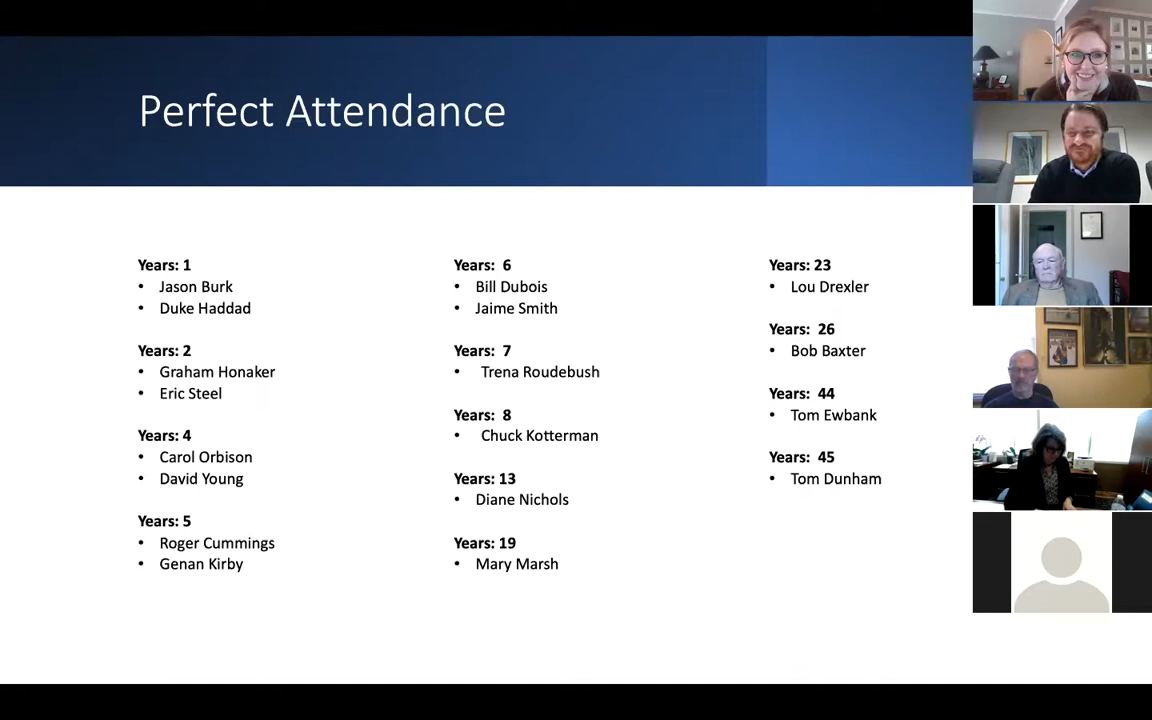 Perfect Attendance
Years: 1
• Jason Burk
• Duke Haddad
Years: 2
• Graham Honaker
• Eric Steel
Years: 4
• Carol Orbison
• David Young
Years: 5
• Roger Cummings
• Genan Kirby
Years: 6
• Bill Dubois
• Jaime Smith
Years: 7
• Trena Roudebush
Years: 8
• Chuck Kotterman
Years: 13
• Diane Nichols
Years: 19
• Mary Marsh
Years: 23
• Lou Drexler
Years: 26
• Bob Baxter
Years: 44
• Tom Ewbank
Years: 45
• Tom Dunham